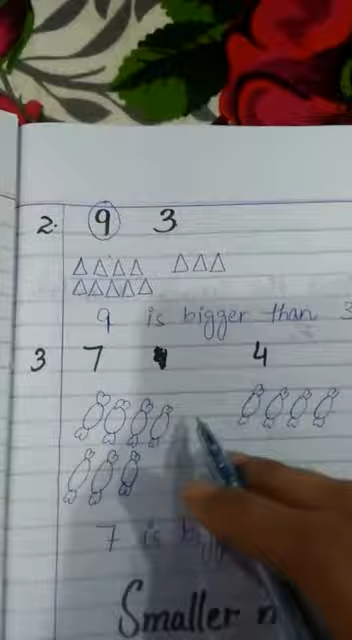 2. 9 3
9 is bigger than 3
3 7 4
7 is
Smaller